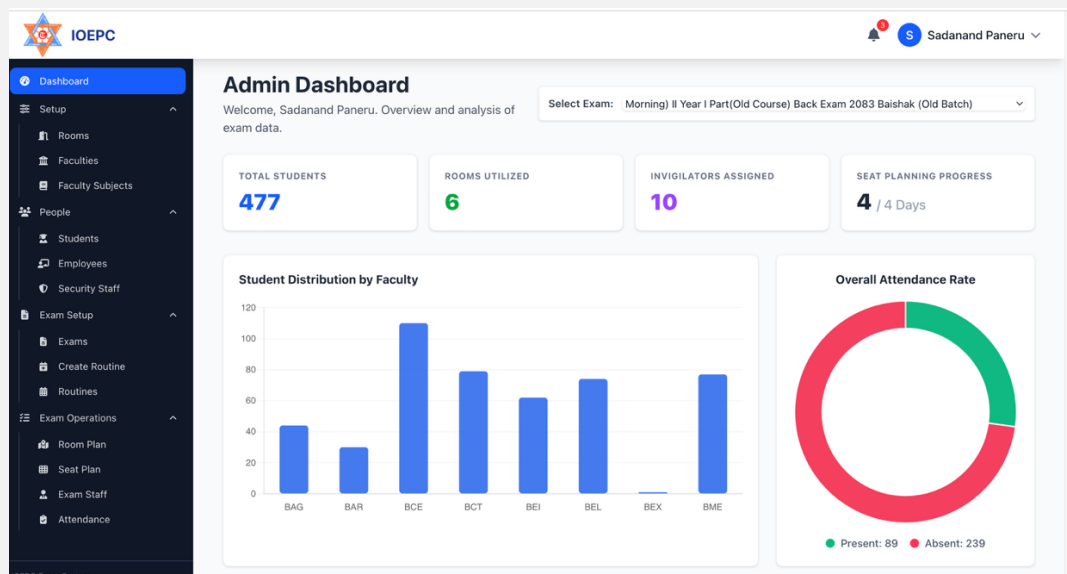 IOEPC
3
S
Sadanand Paneru
Dashboard
Setup
Rooms
Faculties
Faculty Subjects
People
Students
Employees
Security Staff
Exam Setup
Exams
Create Routine
Routines
Exam Operations
Room Plan
Seat Plan
Exam Staff
Attendance
Admin Dashboard
Welcome, Sadanand Paneru. Overview and analysis of
exam data.
Select Exam: Morning) II Year I Part(Old Course) Back Exam 2083 Baishak (Old Batch)
TOTAL STUDENTS
477
ROOMS UTILIZED
6
INVIGILATORS ASSIGNED
10
SEAT PLANNING PROGRESS
4 / 4 Days
Student Distribution by Faculty
120
100
80
60
40
20
0
BAG BAR BCE BCT BEI BEL BEX BME
Overall Attendance Rate
Present: 89 Absent: 239